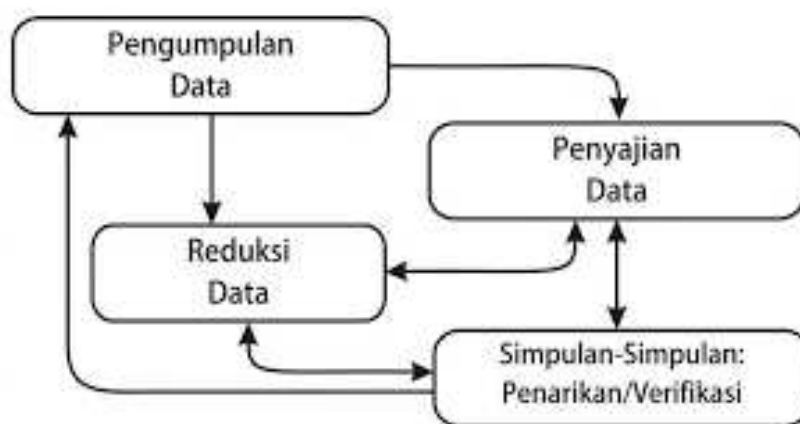 Pengumpulan
Data
Penyajian
Data
Reduksi
Data
Simpulan-Simpulan:
Penarikan/Verifikasi